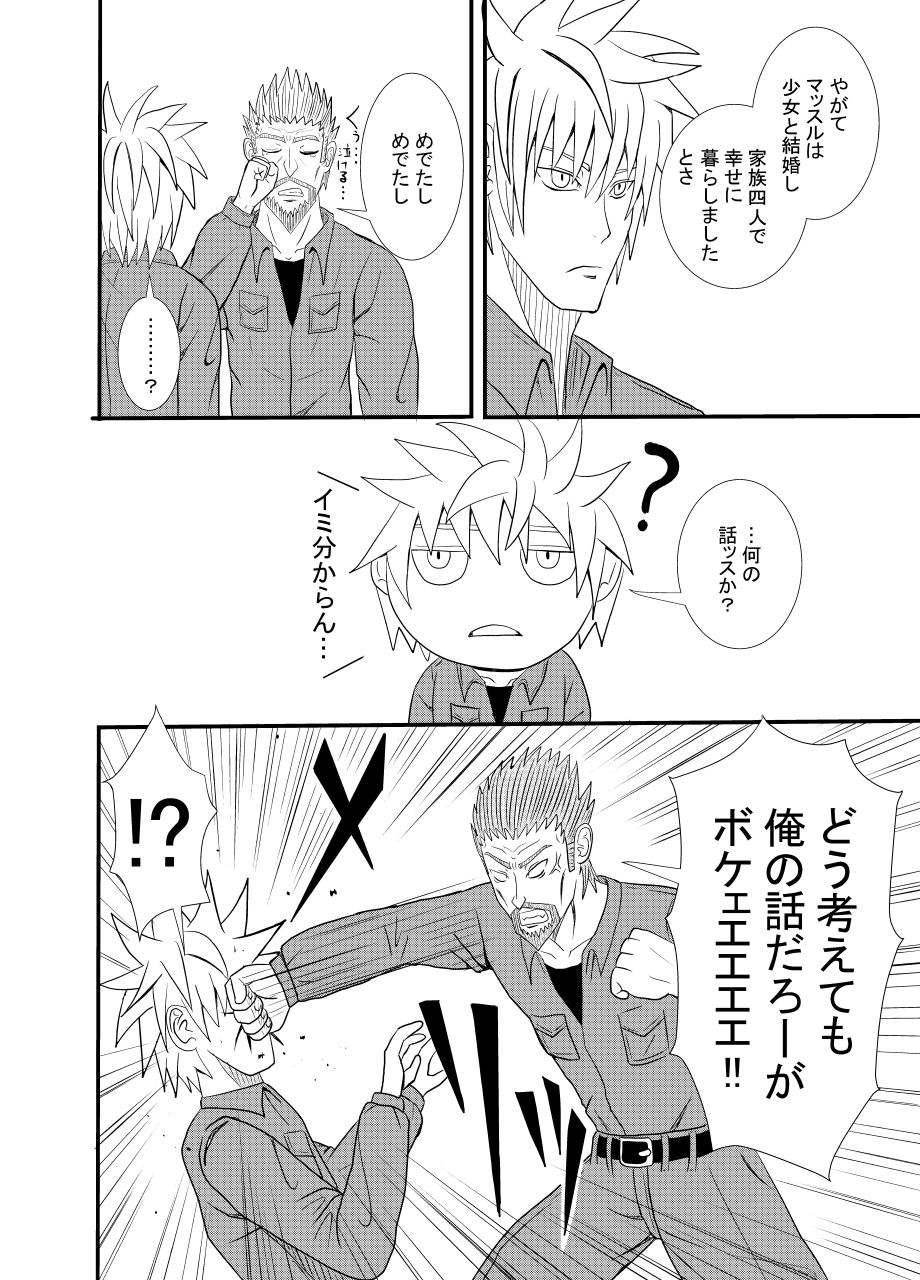 やがて
マッスルは
少女と結婚し
家族四人で
幸せに
暮らしました
とさ
めでたし
めでたし
くぅ…
泣ける…
………？
？
…何の
話ッスか？
イミ分からん…
どう考えても
俺の話だろーが
ボケェエエエエ!!
!?